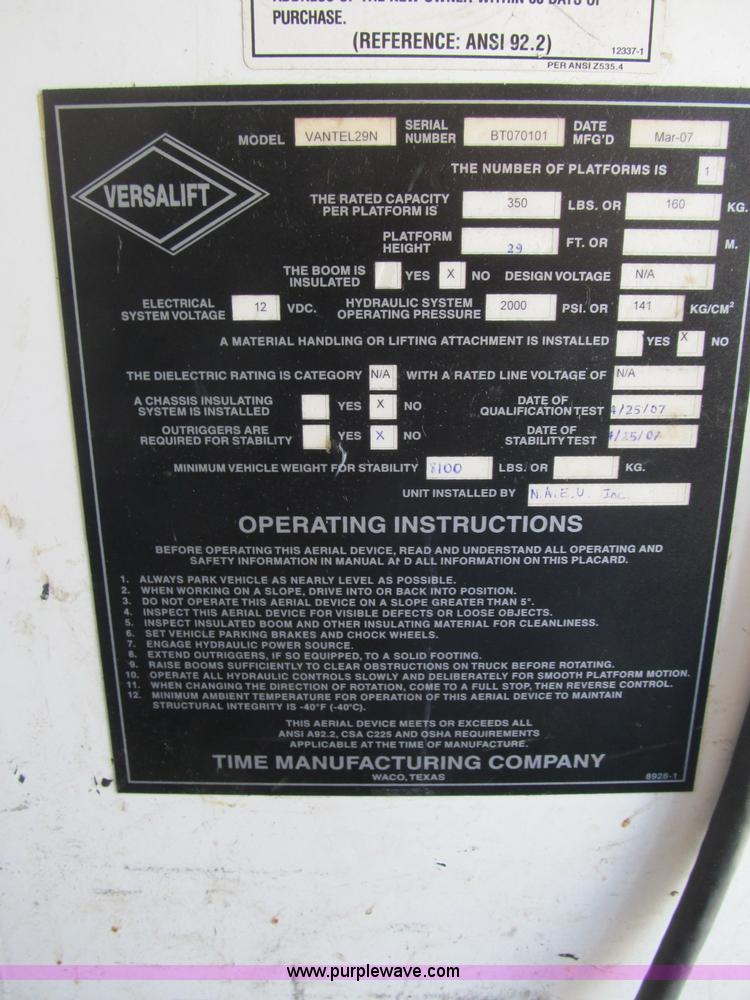 PURCHASE.
(REFERENCE: ANSI 92.2)
12337-1
PER ANSI Z535.4
VERSALIFT
MODEL VANTEL29N SERIAL NUMBER BT070101 DATE MFG'D Mar-07
THE NUMBER OF PLATFORMS IS 1
THE RATED CAPACITY PER PLATFORM IS 350 LBS. OR 160 KG.
PLATFORM HEIGHT 29 FT. OR M.
THE BOOM IS INSULATED YES X NO DESIGN VOLTAGE N/A
ELECTRICAL SYSTEM VOLTAGE 12 VDC. HYDRAULIC SYSTEM OPERATING PRESSURE 2000 PSI. OR 141 KG/CM²
A MATERIAL HANDLING OR LIFTING ATTACHMENT IS INSTALLED YES X NO
THE DIELECTRIC RATING IS CATEGORY N/A WITH A RATED LINE VOLTAGE OF N/A
A CHASSIS INSULATING SYSTEM IS INSTALLED YES X NO DATE OF QUALIFICATION TEST 4/25/07
OUTRIGGERS ARE REQUIRED FOR STABILITY YES X NO DATE OF STABILITY TEST 4/25/07
MINIMUM VEHICLE WEIGHT FOR STABILITY 8100 LBS. OR KG.
UNIT INSTALLED BY N.A.E.U. Inc.
OPERATING INSTRUCTIONS
BEFORE OPERATING THIS AERIAL DEVICE, READ AND UNDERSTAND ALL OPERATING AND
SAFETY INFORMATION IN MANUAL AND ALL INFORMATION ON THIS PLACARD.
1. ALWAYS PARK VEHICLE AS NEARLY LEVEL AS POSSIBLE.
2. WHEN WORKING ON A SLOPE, DRIVE INTO OR BACK INTO POSITION.
3. DO NOT OPERATE THIS AERIAL DEVICE ON A SLOPE GREATER THAN 5°.
4. INSPECT THIS AERIAL DEVICE FOR VISIBLE DEFECTS OR LOOSE OBJECTS.
5. INSPECT INSULATED BOOM AND OTHER INSULATING MATERIAL FOR CLEANLINESS.
6. SET VEHICLE PARKING BRAKES AND CHOCK WHEELS.
7. ENGAGE HYDRAULIC POWER SOURCE.
8. EXTEND OUTRIGGERS, IF SO EQUIPPED, TO A SOLID FOOTING.
9. RAISE BOOMS SUFFICIENTLY TO CLEAR OBSTRUCTIONS ON TRUCK BEFORE ROTATING.
10. OPERATE ALL HYDRAULIC CONTROLS SLOWLY AND DELIBERATELY FOR SMOOTH PLATFORM MOTION.
11. WHEN CHANGING THE DIRECTION OF ROTATION, COME TO A FULL STOP, THEN REVERSE CONTROL.
12. MINIMUM AMBIENT TEMPERATURE FOR OPERATION OF THIS AERIAL DEVICE TO MAINTAIN
STRUCTURAL INTEGRITY IS -40°F (-40°C).
THIS AERIAL DEVICE MEETS OR EXCEEDS ALL
ANSI A92.2, CSA C225 AND OSHA REQUIREMENTS
APPLICABLE AT THE TIME OF MANUFACTURE.
TIME MANUFACTURING COMPANY
WACO, TEXAS
8926-1
www.purplewave.com